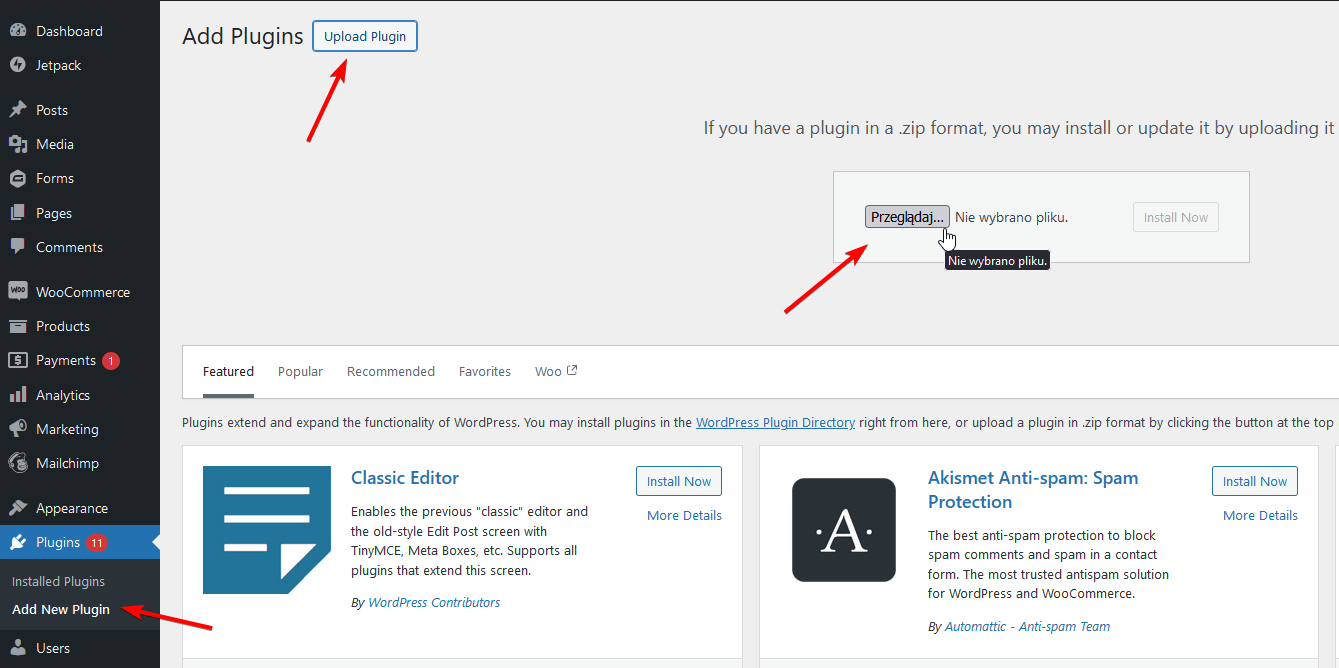 Dashboard
Jetpack
Posts
Media
Forms
Pages
Comments
WooCommerce
Products
Payments 1
Analytics
Marketing
Mailchimp
Appearance
Plugins 11
Installed Plugins
Add New Plugin
Users
Add Plugins Upload Plugin
If you have a plugin in a .zip format, you may install or update it by uploading it
Przeglądaj... Nie wybrano pliku. Install Now
Nie wybrano pliku.
Featured Popular Recommended Favorites Woo
Plugins extend and expand the functionality of WordPress. You may install plugins in the WordPress Plugin Directory right from here, or upload a plugin in .zip format by clicking the button at the top
Classic Editor
Install Now
More Details
Enables the previous "classic" editor and
the old-style Edit Post screen with
TinyMCE, Meta Boxes, etc. Supports all
plugins that extend this screen.
By WordPress Contributors
·A·
Akismet Anti-spam: Spam
Protection
Install Now
More Details
The best anti-spam protection to block
spam comments and spam in a contact
form. The most trusted antispam solution
for WordPress and WooCommerce.
By Automattic - Anti-spam Team